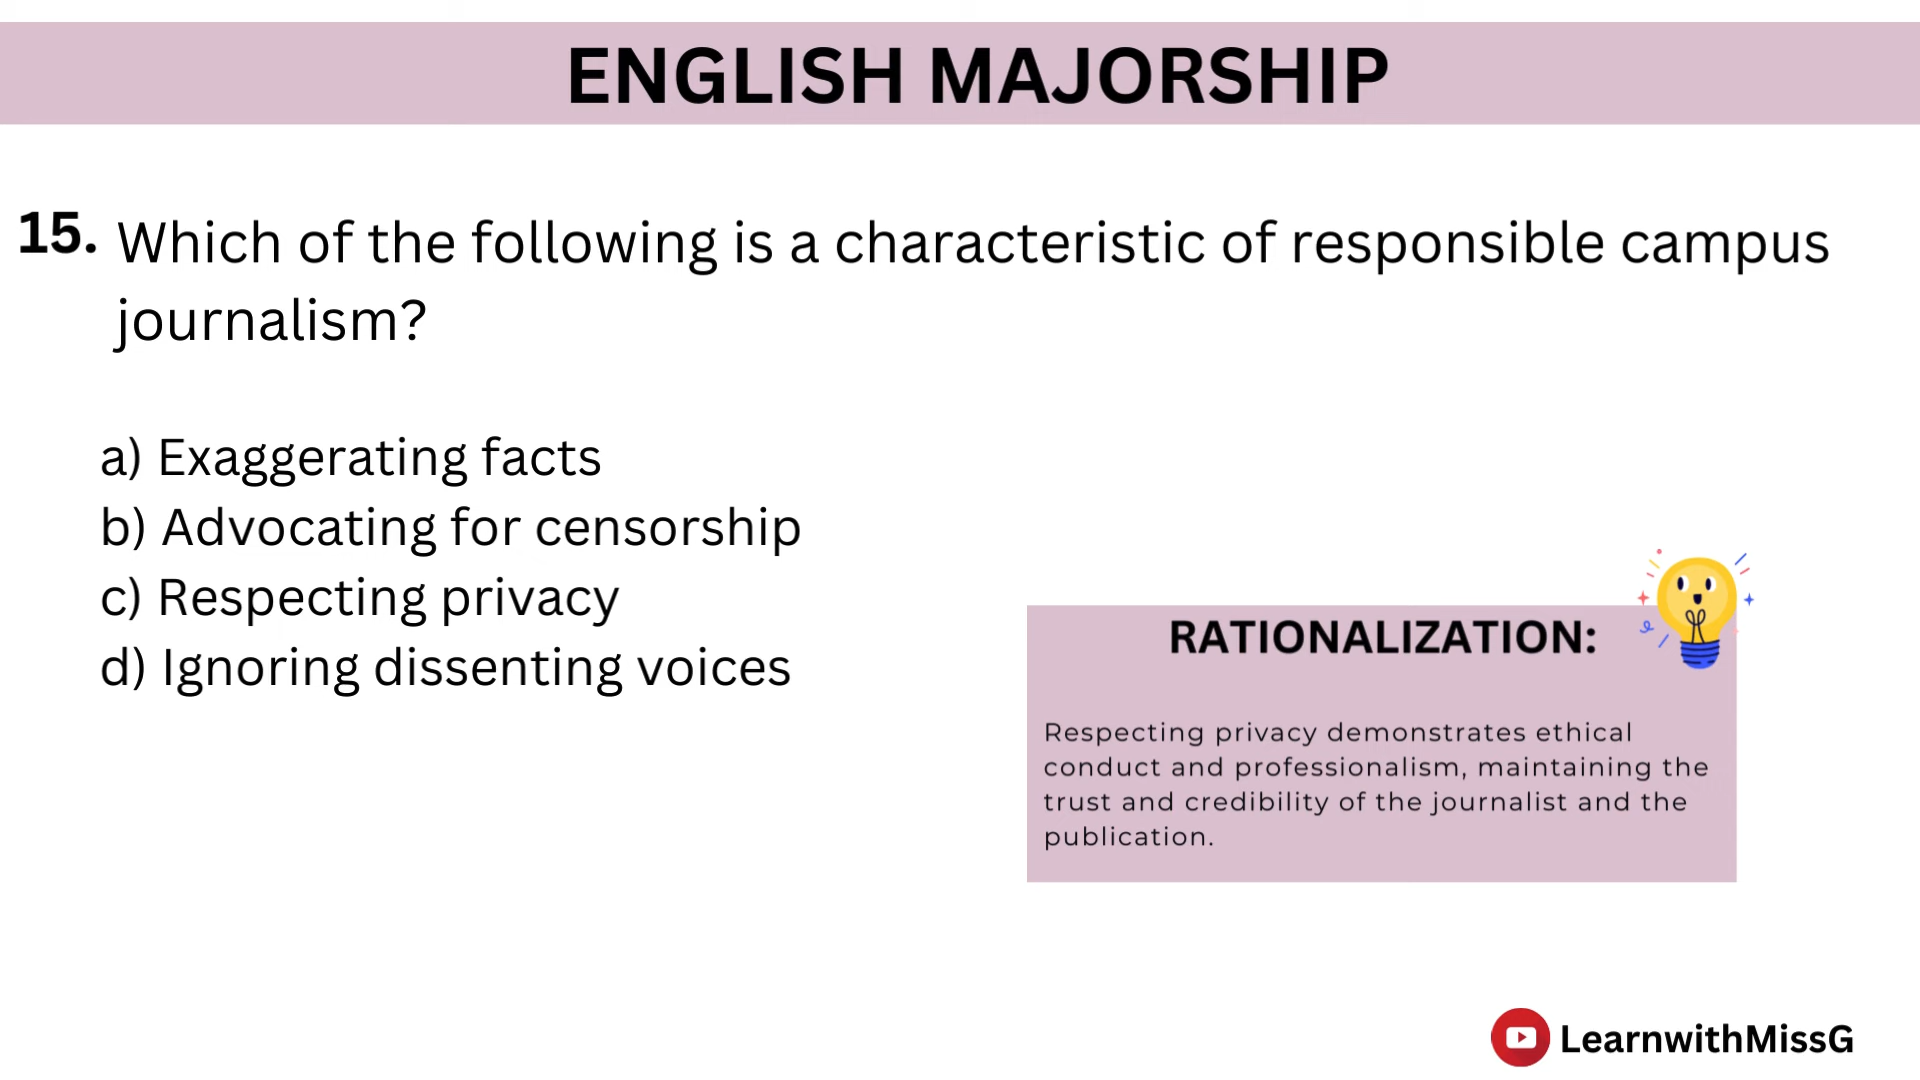 ENGLISH MAJORSHIP
15. Which of the following is a characteristic of responsible campus
journalism?
a) Exaggerating facts
b) Advocating for censorship
c) Respecting privacy
d) Ignoring dissenting voices
RATIONALIZATION:
Respecting privacy demonstrates ethical
conduct and professionalism, maintaining the
trust and credibility of the journalist and the
publication.
LearnwithMissG